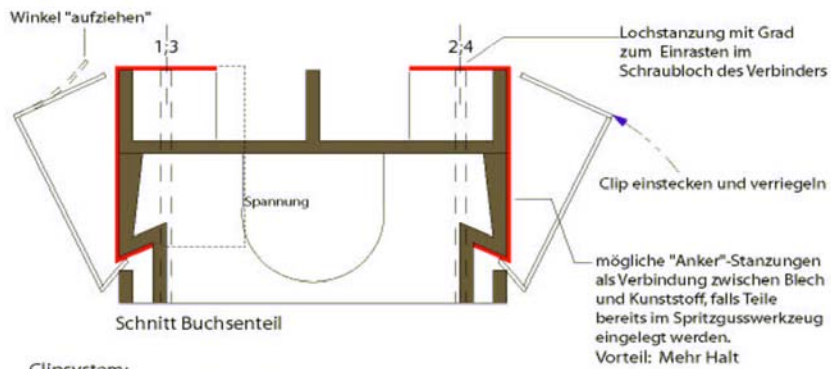 Winkel "aufziehen"
1;3
2;4
Lochstanzung mit Grad
zum Einrasten im
Schraubloch des Verbinders
Clip einstecken und verriegeln
Spannung
mögliche "Anker"-Stanzungen
als Verbindung zwischen Blech
und Kunststoff, falls Teile
bereits im Spritzgusswerkzeug
eingelegt werden.
Vorteil: Mehr Halt
Schnitt Buchsenteil
Clipsystem: